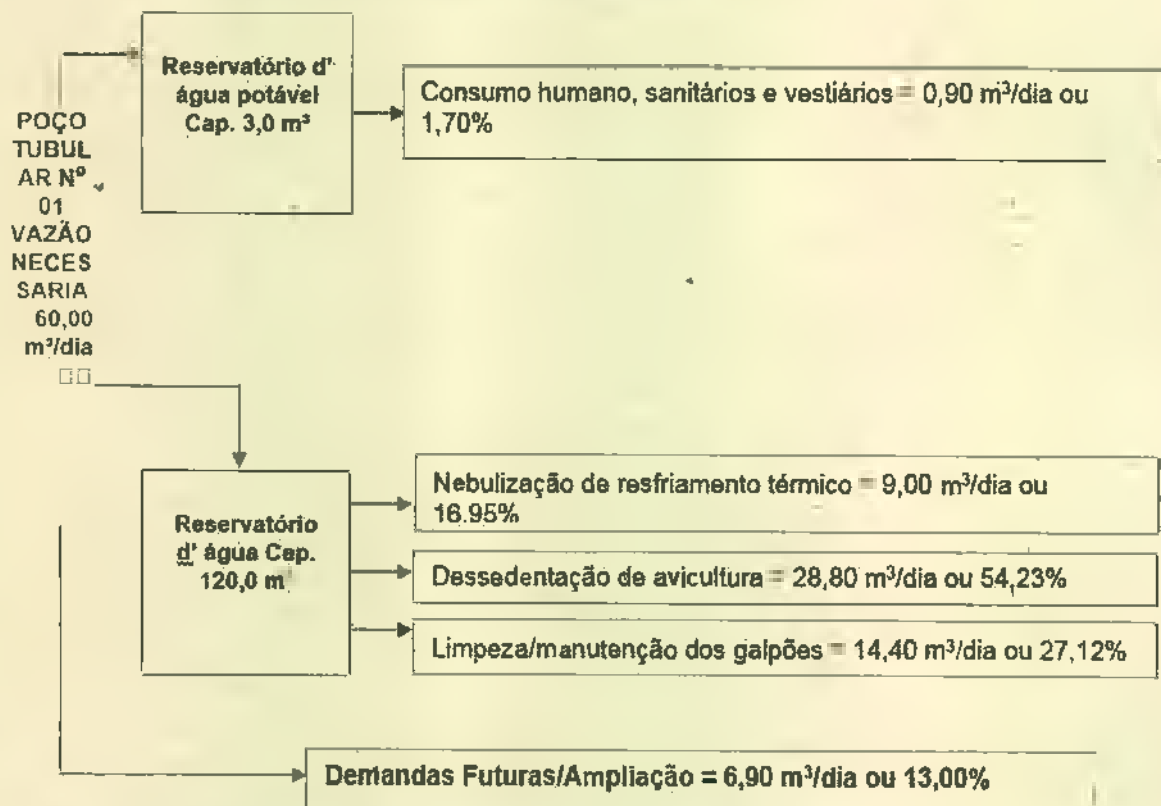 POÇO
TUBUL
AR Nº
01
VAZÃO
NECES
SARIA
60,00
m³/dia
Reservatório d'
água potável
Cap. 3,0 m³
Consumo humano, sanitários e vestiários = 0,90 m³/dia ou
1,70%
Reservatório
d' água Cap.
120,0 m
Nebulização de resfriamento térmico = 9,00 m³/dia ou
16.95%
Dessedentação de avicultura = 28,80 m³/dia ou 54,23%
Limpeza/manutenção dos galpões = 14,40 m³/dia ou 27,12%
Demandas Futuras/Ampliação = 6,90 m³/dia ou 13,00%